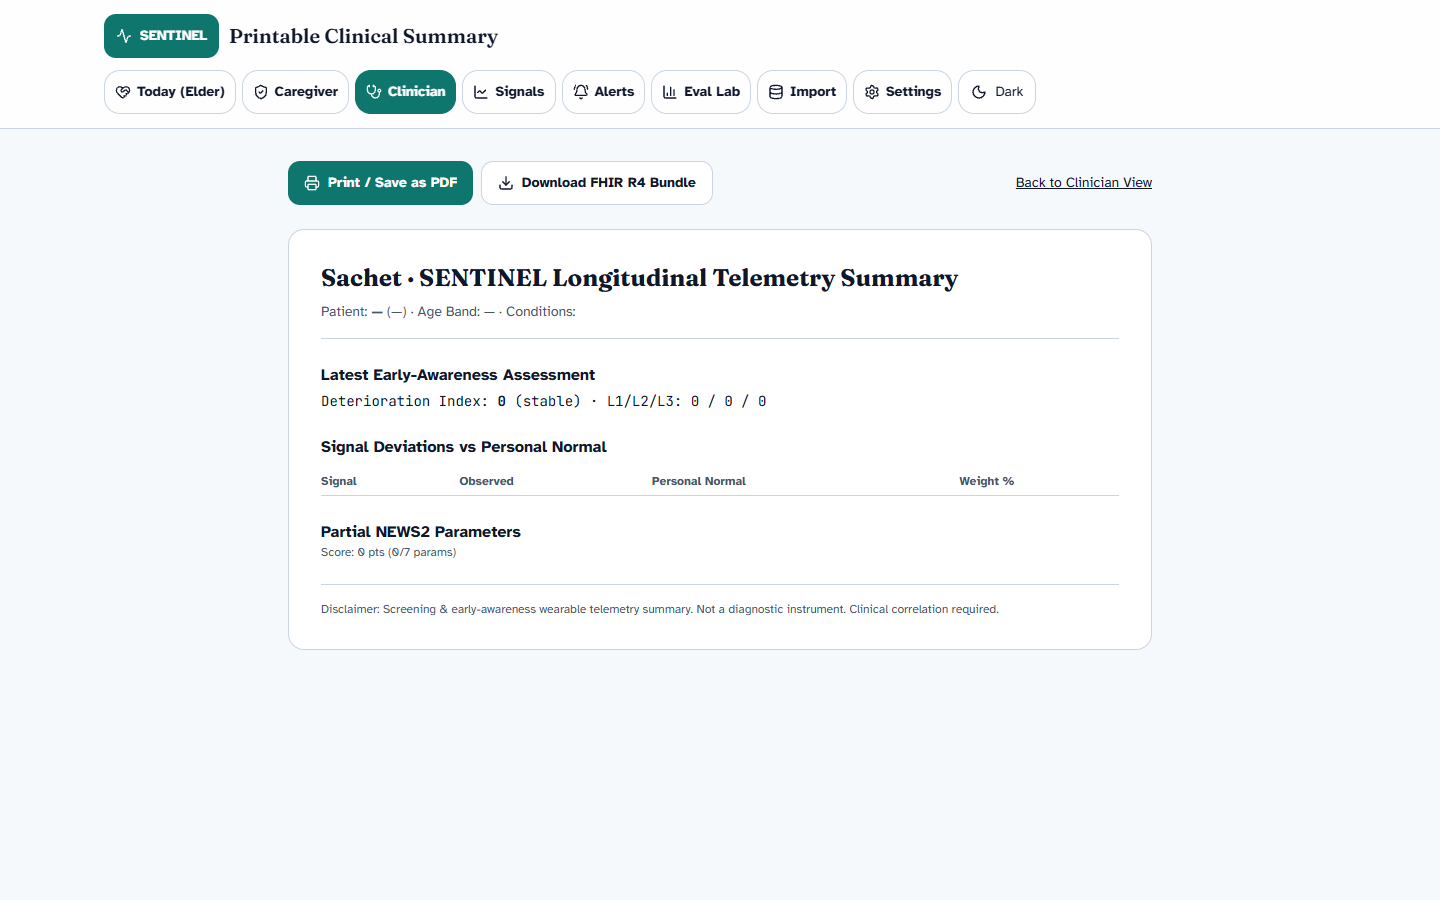 SENTINEL Printable Clinical Summary
Today (Elder) Caregiver Clinician Signals Alerts Eval Lab Import Settings Dark
Print / Save as PDF Download FHIR R4 Bundle Back to Clinician View
Sachet · SENTINEL Longitudinal Telemetry Summary
Patient: — (—) · Age Band: — · Conditions:
Latest Early-Awareness Assessment
Deterioration Index: 0 (stable) · L1/L2/L3: 0 / 0 / 0
Signal Deviations vs Personal Normal
Signal Observed Personal Normal Weight %
Partial NEWS2 Parameters
Score: 0 pts (0/7 params)
Disclaimer: Screening & early-awareness wearable telemetry summary. Not a diagnostic instrument. Clinical correlation required.